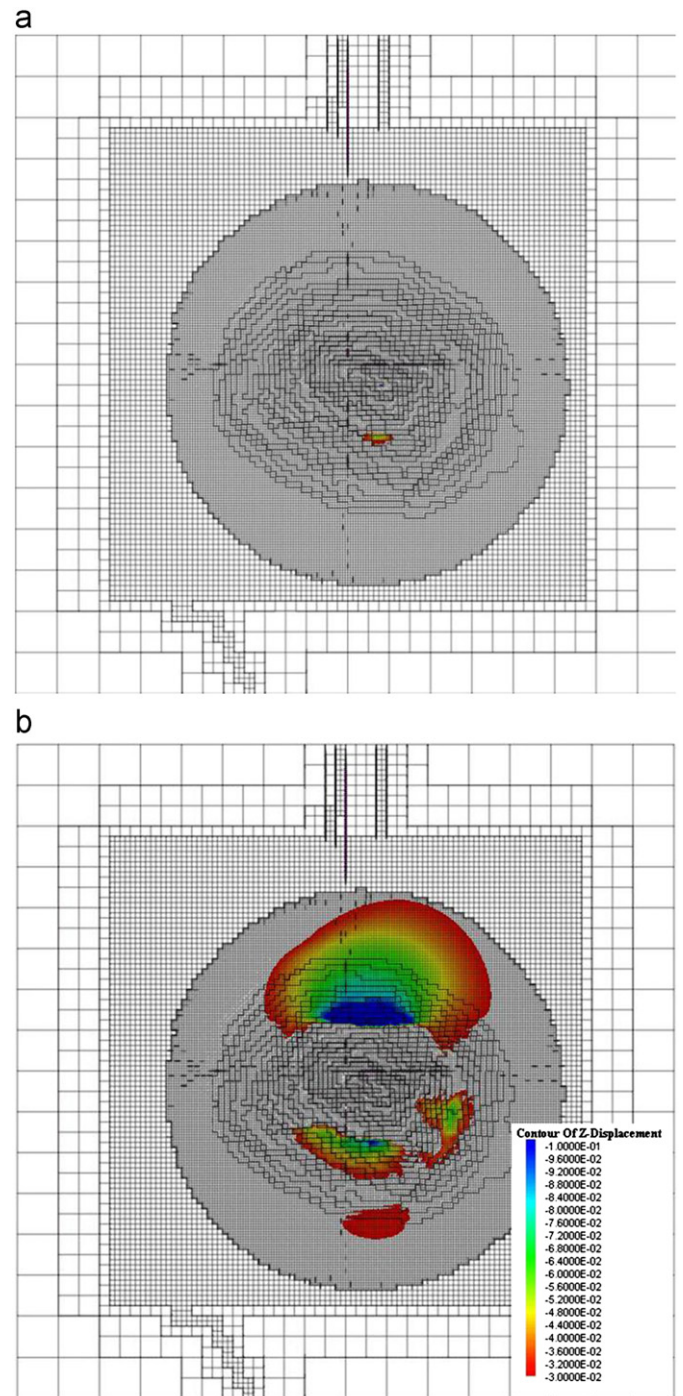 a
b
Contour Of Z-Displacement
-1.0000E-01
-9.6000E-02
-9.2000E-02
-8.8000E-02
-8.4000E-02
-8.0000E-02
-7.6000E-02
-7.2000E-02
-6.8000E-02
-6.4000E-02
-6.0000E-02
-5.6000E-02
-5.2000E-02
-4.8000E-02
-4.4000E-02
-4.0000E-02
-3.6000E-02
-3.2000E-02
-3.0000E-02